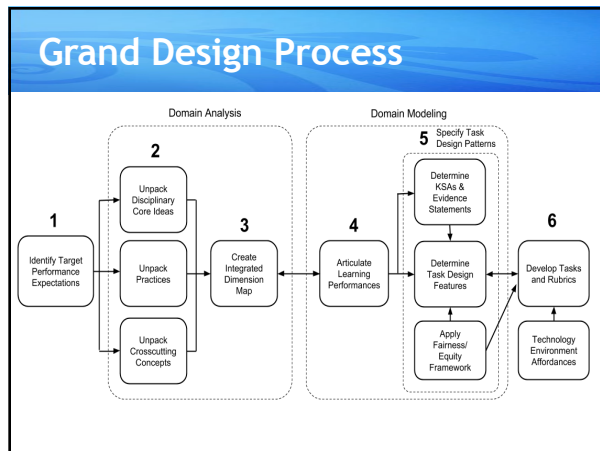 Grand Design Process
Domain Analysis
Domain Modeling
5 Specify Task
Design Patterns
2
Unpack
Disciplinary
Core Ideas
Determine
KSAs &
Evidence
Statements
1
3
4
6
Identify Target
Performance
Expectations
Unpack
Practices
Create
Integrated
Dimension
Map
Articulate
Learning
Performances
Determine
Task Design
Features
Develop Tasks
and Rubrics
Unpack
Crosscutting
Concepts
Apply
Fairness/
Equity
Framework
Technology
Environment
Affordances